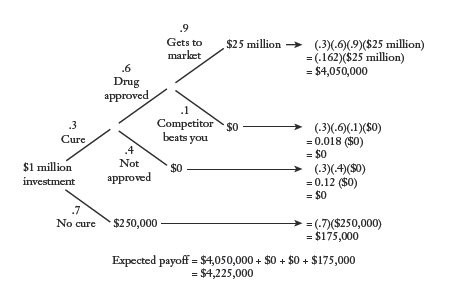 .9
Gets to
market
$25 million
(.3)(.6)(.9)($25 million)
= (.162)($25 million)
= $4,050,000
.6
Drug
approved
.1
Competitor
beats you
$0
(.3)(.6)(.1)($0)
= 0.018 ($0)
= $0
.3
Cure
.4
Not
approved
$0
(.3)(.4)($0)
= 0.12 ($0)
= $0
$1 million
investment
.7
No cure
$250,000
= (.7)($250,000)
= $175,000
Expected payoff = $4,050,000 + $0 + $0 + $175,000
= $4,225,000